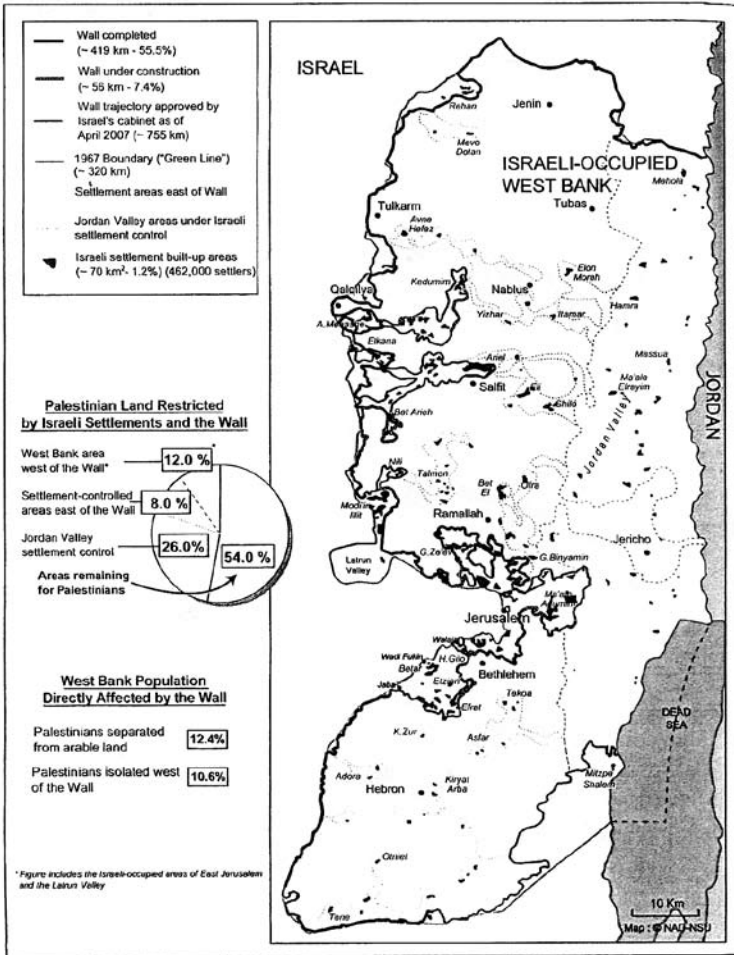 Wall completed
(~ 419 km - 55.5%)
Wall under construction
(~ 56 km - 7.4%)
Wall trajectory approved by
Israel's cabinet as of
April 2007 (~ 755 km)
1967 Boundary ("Green Line")
(~ 320 km)
Settlement areas east of Wall
Jordan Valley areas under Israeli
settlement control
Israeli settlement built-up areas
(~ 70 km²- 1.2%) (462,000 settlers)
Palestinian Land Restricted
by Israeli Settlements and the Wall
West Bank area
west of the Wall*
12.0 %
Settlement-controlled
areas east of the Wall
8.0 %
Jordan Valley
settlement control
26.0%
54.0 %
Areas remaining
for Palestinians
West Bank Population
Directly Affected by the Wall
Palestinians separated
from arable land
12.4%
Palestinians isolated west
of the Wall
10.6%
* Figure includes the Israeli-occupied areas of East Jerusalem
and the Latrun Valley
ISRAEL
Rehan
Jenin
Mevo
Dotan
ISRAELI-OCCUPIED
WEST BANK
Mehola
Tulkarm
Tubas
Avne
Hefez
Kedumim
Elon
Moreh
Qalqilya
Nablus
Hamra
Yizhar
Itamar
Elkana
Massua
Ariel
Ma'ale
Salfit
Eli
Shilo
JORDAN
Bet Arieh
Jordan Valley
Nili
Talmon
Bet
El
Ofra
Modi'in
Illit
Ramallah
Latrun
Valley
G.Ze'ev
G.Binyamin
Jericho
Ma'ale
Adumim
Jerusalem
Walaja
Wadi Fukin
H.Gilo
Betar
Bethlehem
Jaba'
Etzion
Tekoa
Efrat
DEAD
SEA
K.Zur
Asfar
Adora
Hebron
Kiryat
Arba
Mitzpe
Shalem
Otniel
Tene
10 Km
Map : © NAD-NSU